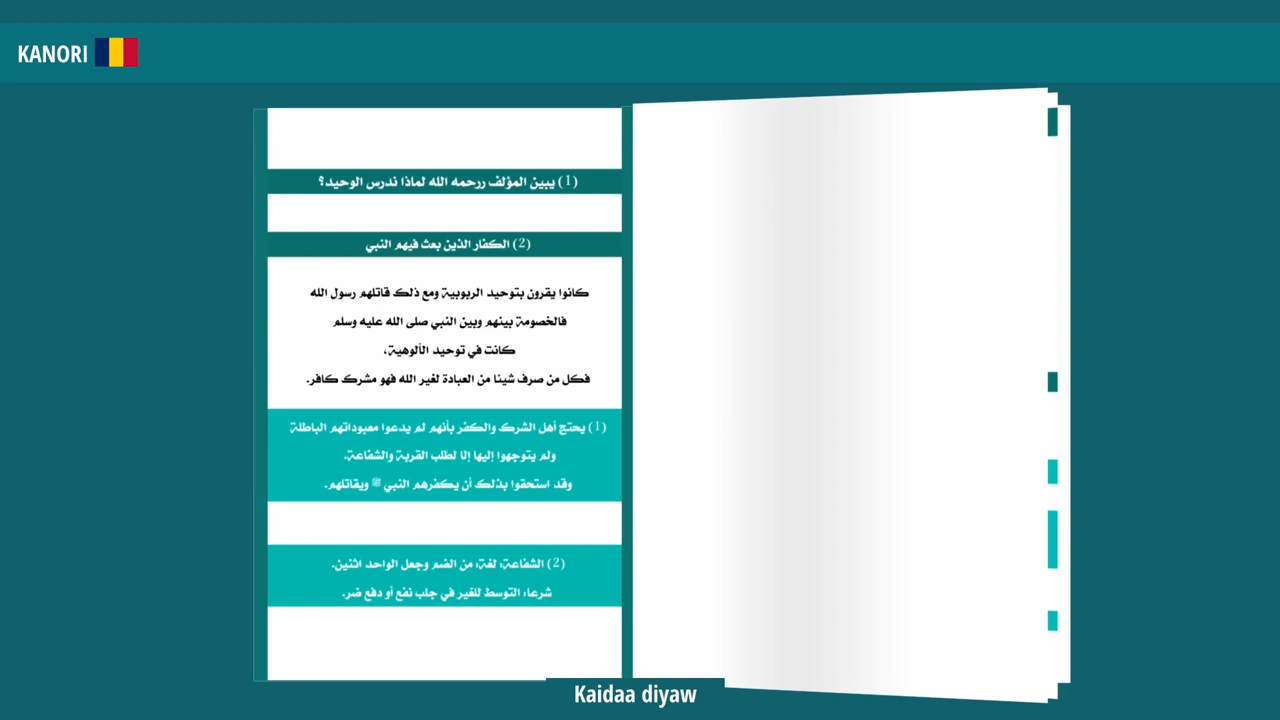 KANORI
(1) يبين المؤلف ررحمه الله لماذا ندرس الوحيد؟
(2) الكفار الذين بعث فيهم النبي
كانوا يقرون بتوحيد الربوبية ومع ذلك قاتلهم رسول الله
فالخصومة بينهم وبين النبي صلى الله عليه وسلم
كانت في توحيد الألوهية،
فكل من صرف شيئا من العبادة لغير الله فهو مشرك كافر.
(1) يحتج أهل الشرك والكفر بأنهم لم يدعوا معبوداتهم الباطلة
ولم يتوجهوا إليها إلا لطلب القربة والشفاعة.
وقد استحقوا بذلك أن يكفرهم النبي ﷺ ويقاتلهم.
(2) الشفاعة: لغة: من الضم وجعل الواحد اثنين.
شرعا: التوسط للغير في جلب نفع أو دفع ضر.
Kaidaa diyaw